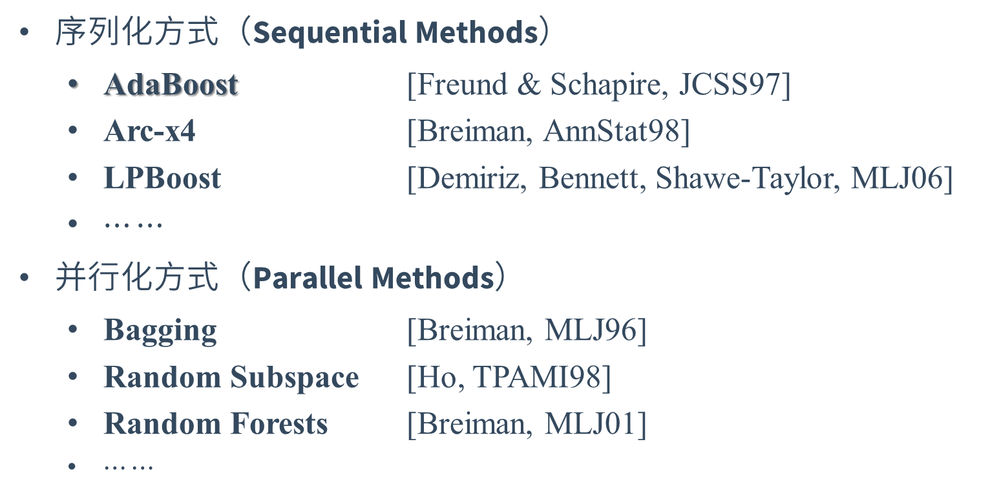 • 序列化方式（Sequential Methods）
• AdaBoost [Freund & Schapire, JCSS97]
• Arc-x4 [Breiman, AnnStat98]
• LPBoost [Demiriz, Bennett, Shawe-Taylor, MLJ06]
• … …
• 并行化方式（Parallel Methods）
• Bagging [Breiman, MLJ96]
• Random Subspace [Ho, TPAMI98]
• Random Forests [Breiman, MLJ01]
• … …